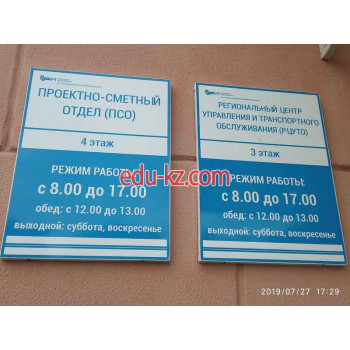 ПРОЕКТНО-СМЕТНЫЙ
ОТДЕЛ (ПСО)
4 этаж
РЕЖИМ РАБОТЫ:
с 8.00 до 17.00
обед: с 12.00 до 13.00
выходной: суббота, воскресенье
РЕГИОНАЛЬНЫЙ ЦЕНТР
УПРАВЛЕНИЯ И ТРАНСПОРТНОГО
ОБСЛУЖИВАНИЯ (РЦУТО)
3 этаж
РЕЖИМ РАБОТЫ:
с 8.00 до 17.00
обед: с 12.00 до 13.00
выходной: суббота, воскресенье
edu-kz.com
2019/07/27 17:29